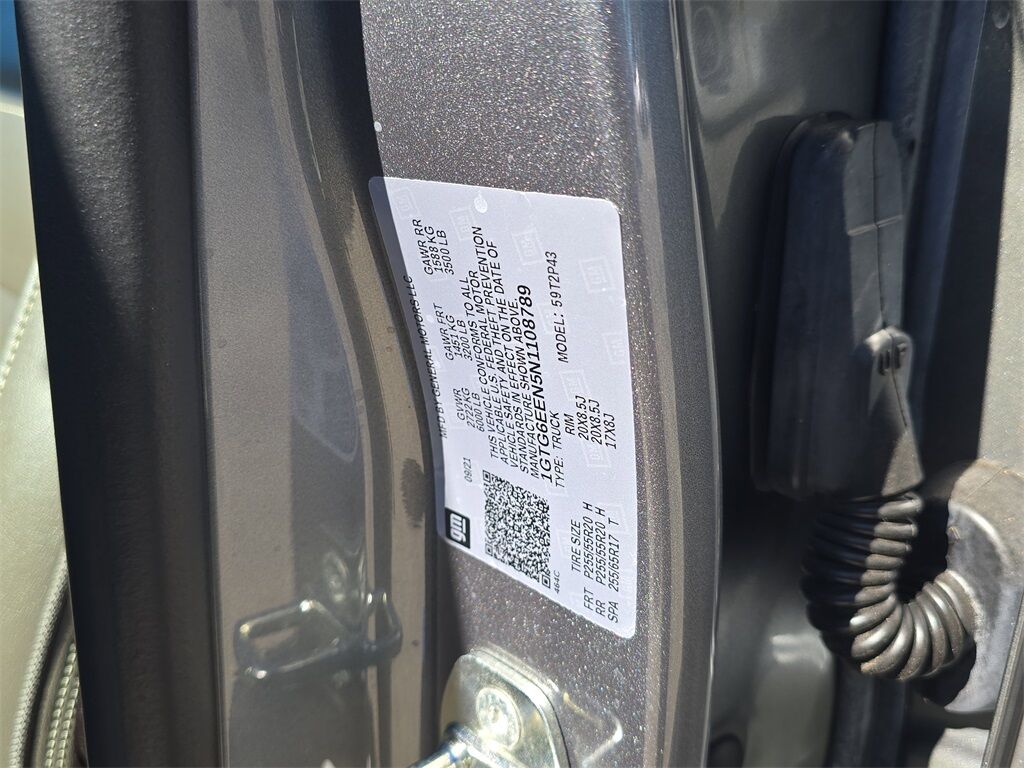 gm
09/21
MFD BY GENERAL MOTORS LLC
GVWR GAWR FRT GAWR RR
2722 KG 1451 KG 1588 KG
6000 LB 3200 LB 3500 LB
THIS VEHICLE CONFORMS TO ALL
APPLICABLE U.S. FEDERAL MOTOR
VEHICLE SAFETY AND THEFT PREVENTION
STANDARDS IN EFFECT ON THE DATE OF
MANUFACTURE SHOWN ABOVE.
1GTG6EEN5N1108789
TYPE: TRUCK MODEL: 59T2P43
464C
TIRE SIZE RIM
FRT P255/55R20 H 20X8.5J
RR P255/55R20 H 20X8.5J
SPA 255/65R17 T 17X8J